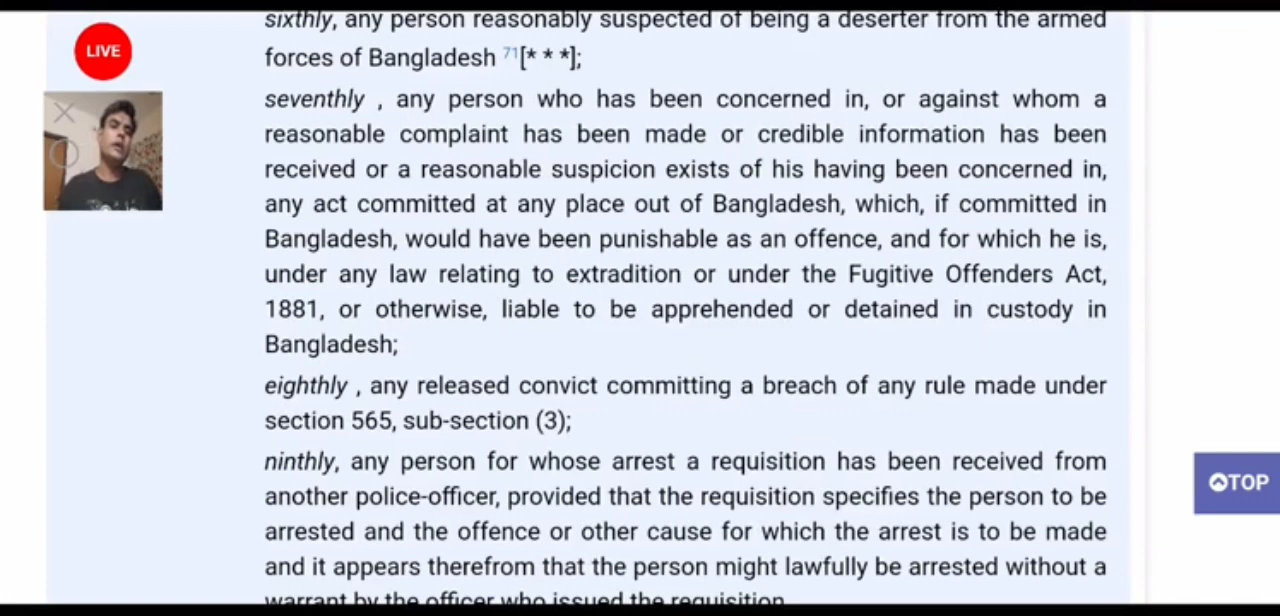 LIVE
sixthly, any person reasonably suspected of being a deserter from the armed
forces of Bangladesh 71[* * *];
seventhly , any person who has been concerned in, or against whom a
reasonable complaint has been made or credible information has been
received or a reasonable suspicion exists of his having been concerned in,
any act committed at any place out of Bangladesh, which, if committed in
Bangladesh, would have been punishable as an offence, and for which he is,
under any law relating to extradition or under the Fugitive Offenders Act,
1881, or otherwise, liable to be apprehended or detained in custody in
Bangladesh;
eighthly , any released convict committing a breach of any rule made under
section 565, sub-section (3);
ninthly, any person for whose arrest a requisition has been received from
another police-officer, provided that the requisition specifies the person to be
arrested and the offence or other cause for which the arrest is to be made
and it appears therefrom that the person might lawfully be arrested without a
warrant by the officer who issued the requisition
TOP